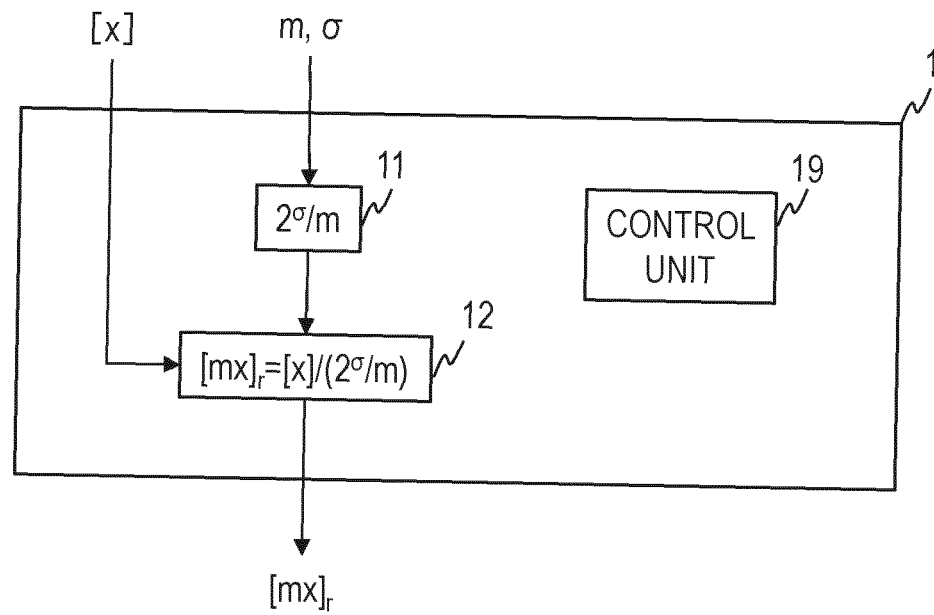 [x]
m, σ
1
11
2^σ/m
19
CONTROL
UNIT
12
[mx]_r=[x]/(2^σ/m)
[mx]_r